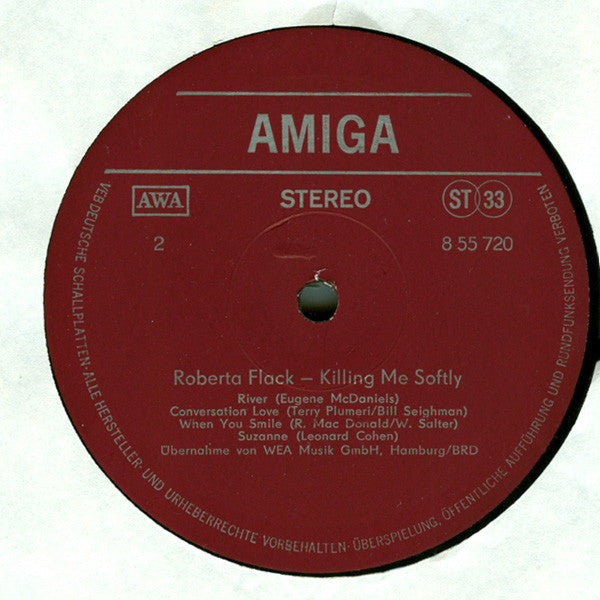 AMIGA
AWA
STEREO
ST 33
2
8 55 720
Roberta Flack – Killing Me Softly
River (Eugene McDaniels)
Conversation Love (Terry Plumeri/Bill Seighman)
When You Smile (R. Mac Donald/W. Salter)
Suzanne (Leonard Cohen)
Übernahme von WEA Musik GmbH, Hamburg/BRD
VEB DEUTSCHE SCHALLPLATTEN · ALLE HERSTELLER- UND URHEBERRECHTE VORBEHALTEN · ÜBERSPIELUNG, ÖFFENTLICHE AUFFÜHRUNG UND RUNDFUNKSENDUNG VERBOTEN